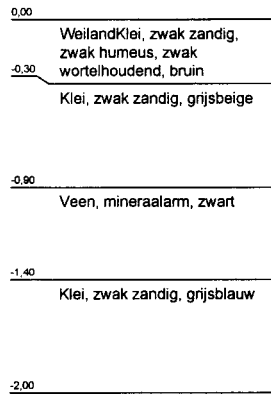 0,00
WeilandKlei, zwak zandig,
zwak humeus, zwak
wortelhoudend, bruin
-0,30
Klei, zwak zandig, grijsbeige
-0,90
Veen, mineraalarm, zwart
-1,40
Klei, zwak zandig, grijsblauw
-2,00